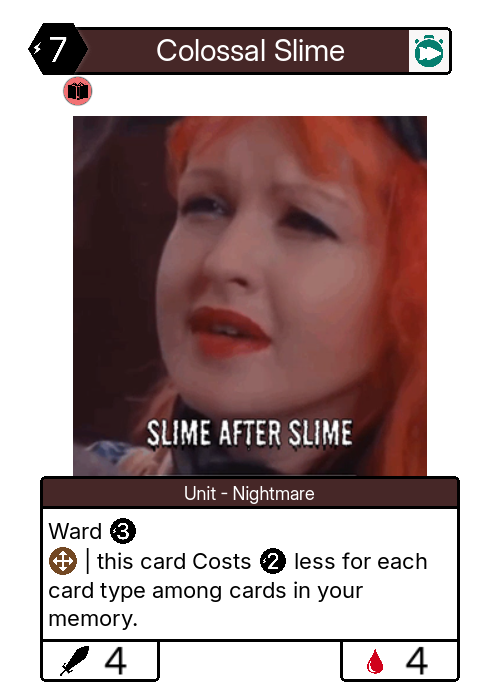 7
Colossal Slime
SLIME AFTER SLIME
Unit - Nightmare
Ward 3
| this card Costs 2 less for each
card type among cards in your
memory.
4
4